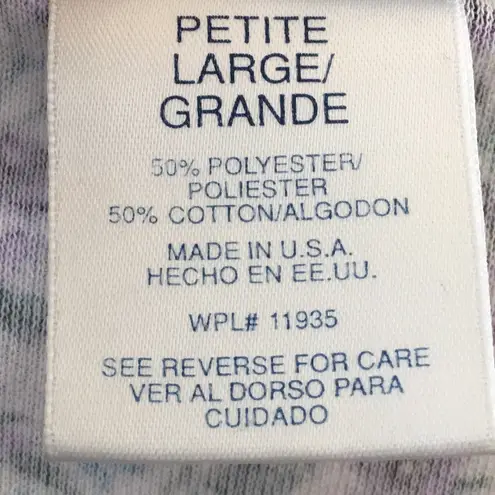 PETITE
LARGE/
GRANDE
50% POLYESTER/
POLIESTER
50% COTTON/ALGODON
MADE IN U.S.A.
HECHO EN EE.UU.
WPL# 11935
SEE REVERSE FOR CARE
VER AL DORSO PARA
CUIDADO